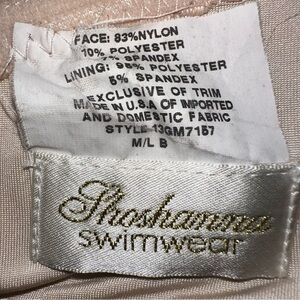 FACE: 83%NYLON
10% POLYESTER
7% SPANDEX
LINING: 95% POLYESTER
5% SPANDEX
EXCLUSIVE OF TRIM
MADE IN U.S.A OF IMPORTED
AND DOMESTIC FABRIC
STYLE 13GM7157
M/L B
Shoshanna
swimwear